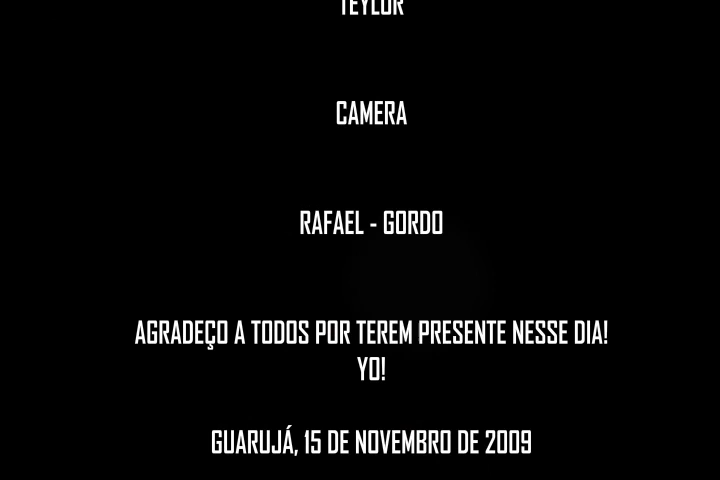 TEYLOR
CAMERA
RAFAEL - GORDO
AGRADEÇO A TODOS POR TEREM PRESENTE NESSE DIA!
YO!
GUARUJÁ, 15 DE NOVEMBRO DE 2009